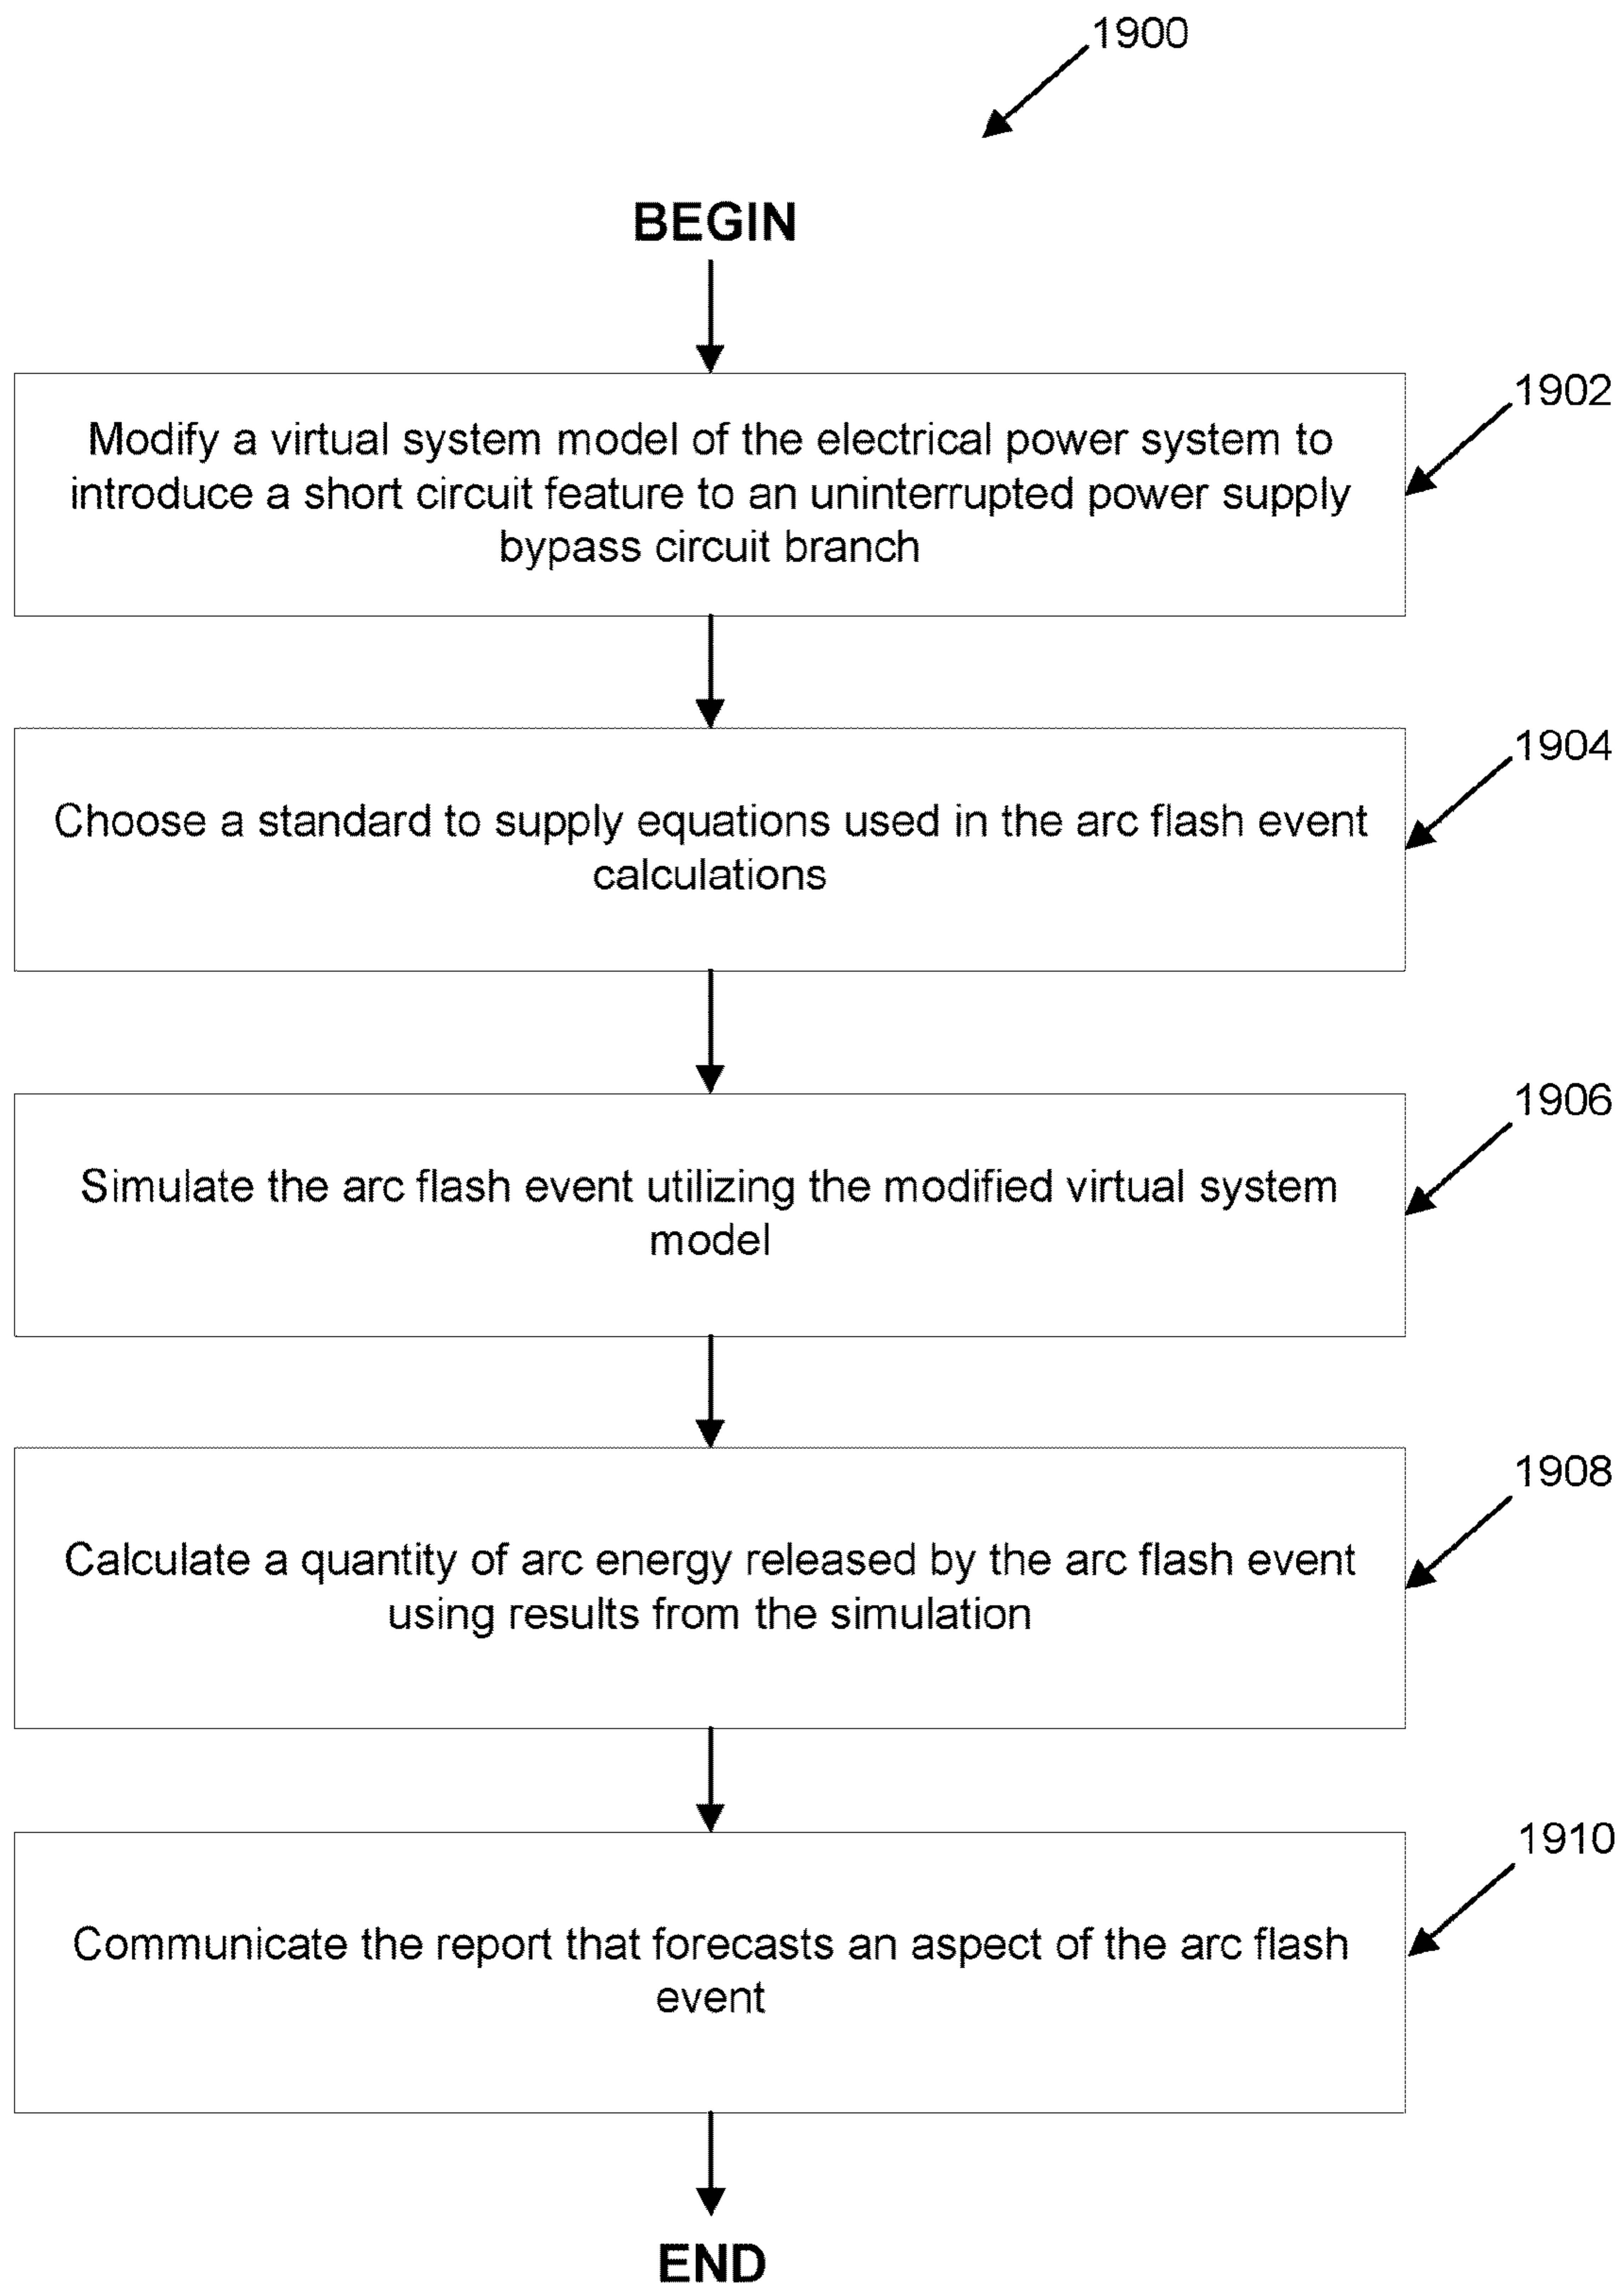 1900
BEGIN
1902
Modify a virtual system model of the electrical power system to
introduce a short circuit feature to an uninterrupted power supply
bypass circuit branch
1904
Choose a standard to supply equations used in the arc flash event
calculations
1906
Simulate the arc flash event utilizing the modified virtual system
model
1908
Calculate a quantity of arc energy released by the arc flash event
using results from the simulation
1910
Communicate the report that forecasts an aspect of the arc flash
event
END